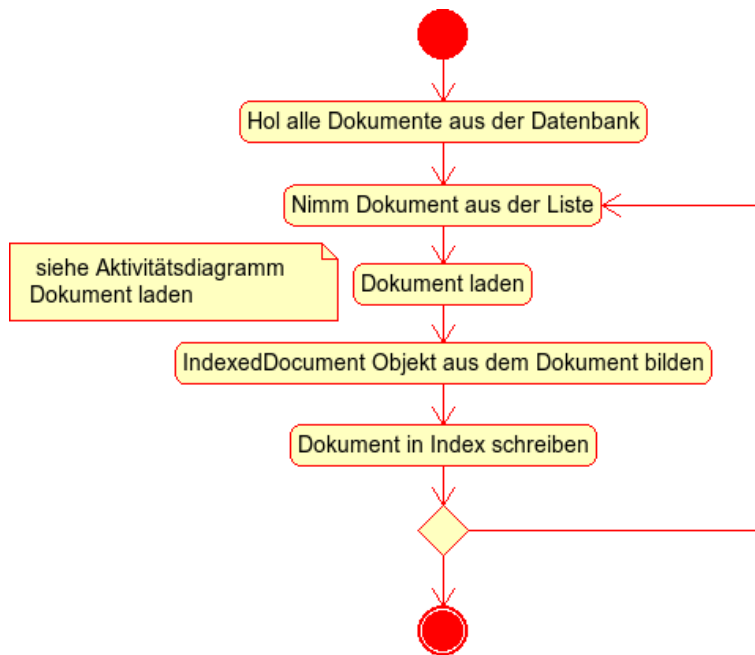 Hol alle Dokumente aus der Datenbank
Nimm Dokument aus der Liste
siehe Aktivitätsdiagramm
Dokument laden
Dokument laden
IndexedDocument Objekt aus dem Dokument bilden
Dokument in Index schreiben